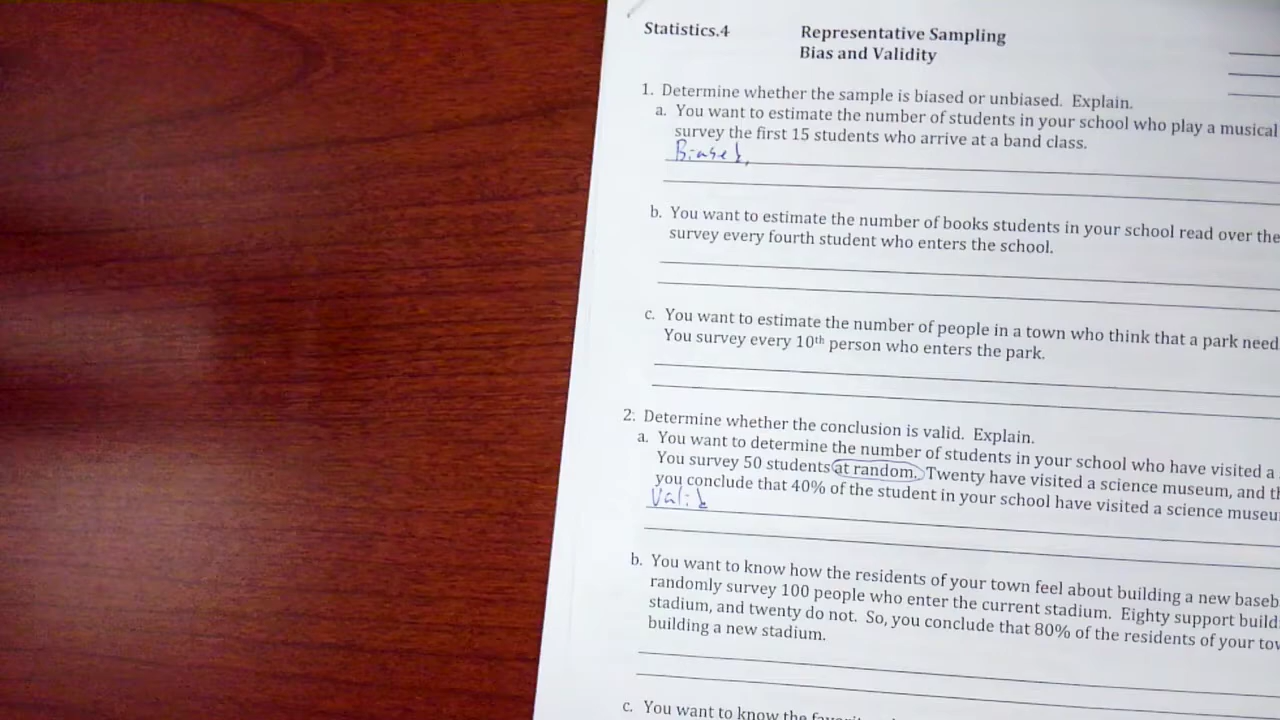 Statistics.4 Representative Sampling
Bias and Validity
1. Determine whether the sample is biased or unbiased. Explain.
a. You want to estimate the number of students in your school who play a musical
survey the first 15 students who arrive at a band class.
Biased,
b. You want to estimate the number of books students in your school read over the
survey every fourth student who enters the school.
c. You want to estimate the number of people in a town who think that a park need
You survey every 10th person who enters the park.
2. Determine whether the conclusion is valid. Explain.
a. You want to determine the number of students in your school who have visited a
You survey 50 students at random. Twenty have visited a science museum, and
you conclude that 40% of the student in your school have visited a science museu
Valid
b. You want to know how the residents of your town feel about building a new baseb
randomly survey 100 people who enter the current stadium. Eighty support build
stadium, and twenty do not. So, you conclude that 80% of the residents of your
building a new stadium.
c. You want to know the